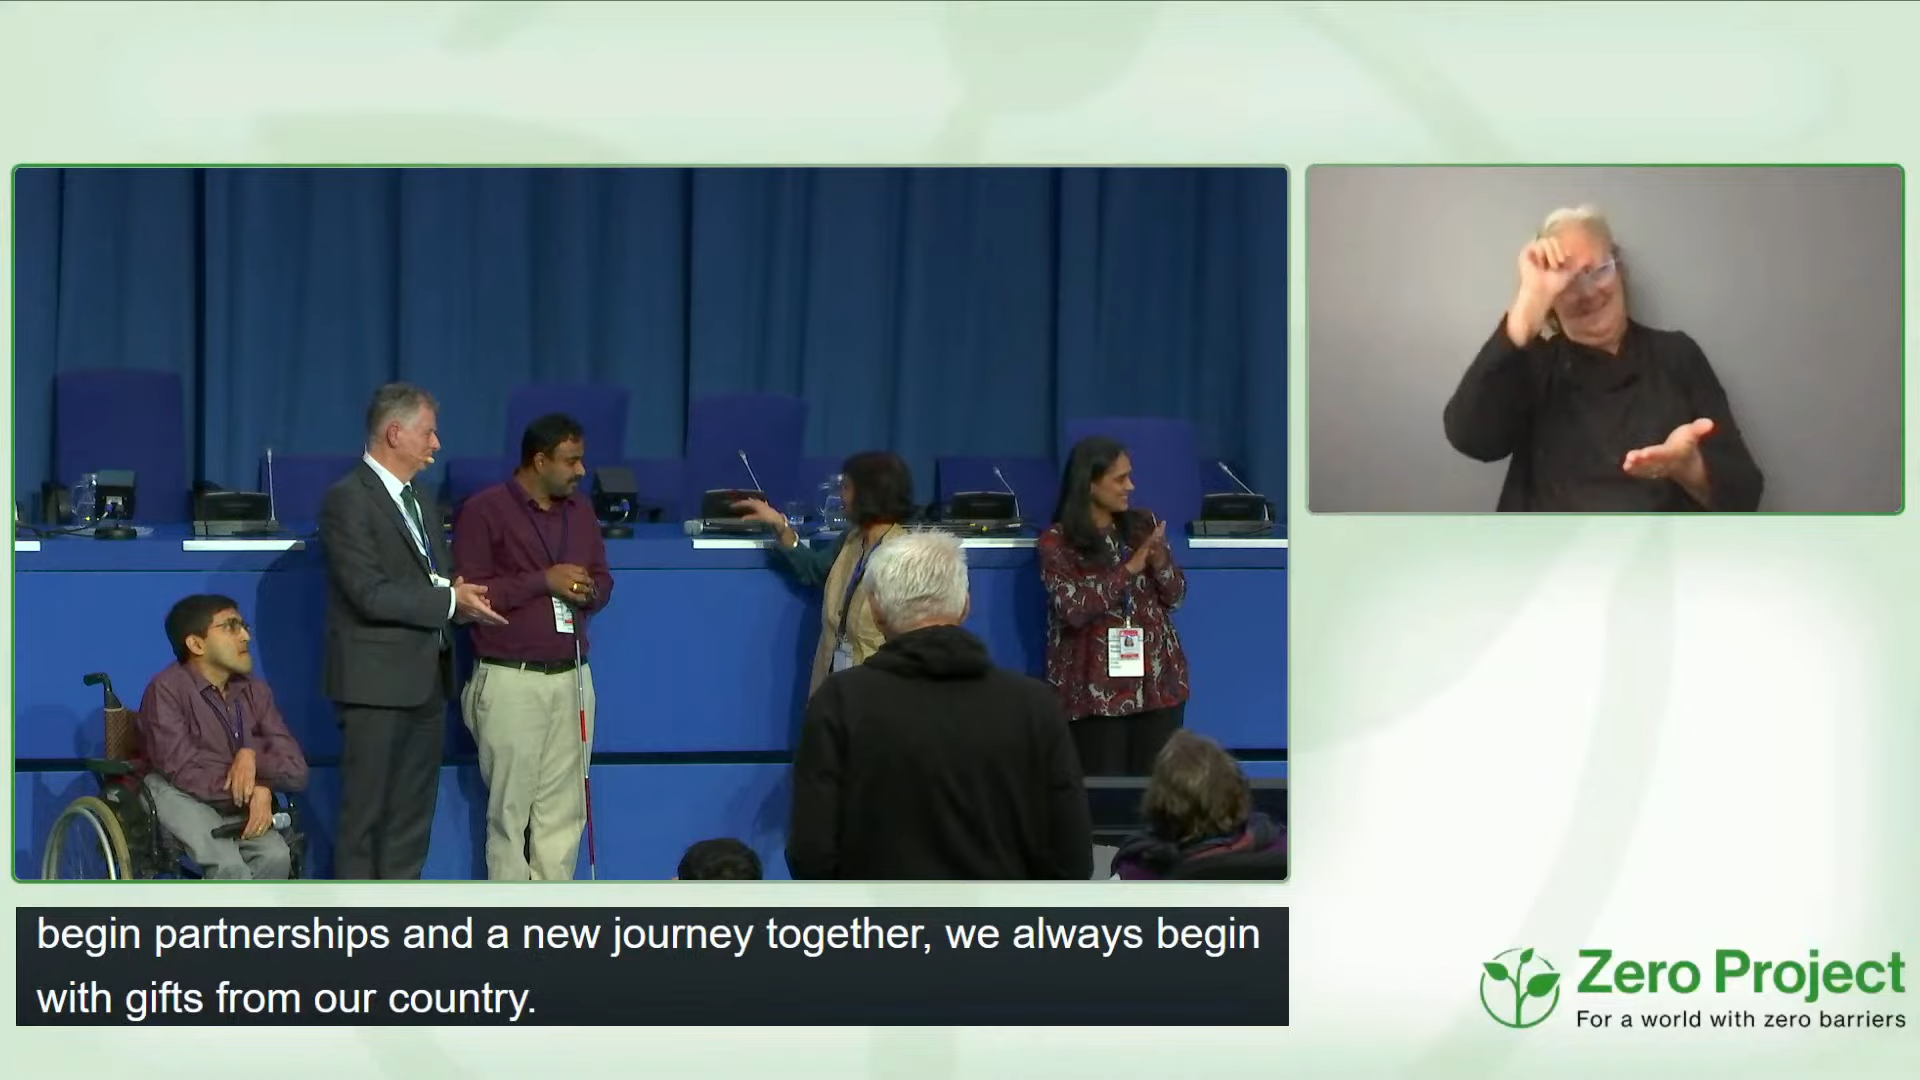 begin partnerships and a new journey together, we always begin
with gifts from our country.
Zero Project
For a world with zero barriers